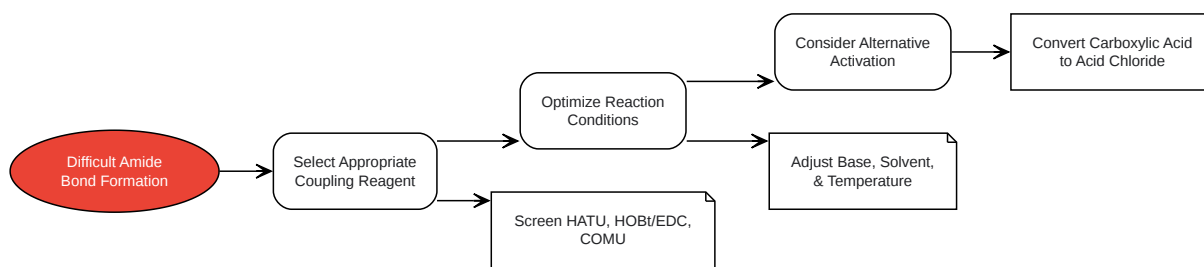 Difficult Amide
Bond Formation
Select Appropriate
Coupling Reagent
Screen HATU, HOBt/EDC,
COMU
Optimize Reaction
Conditions
Adjust Base, Solvent,
& Temperature
Consider Alternative
Activation
Convert Carboxylic Acid
to Acid Chloride